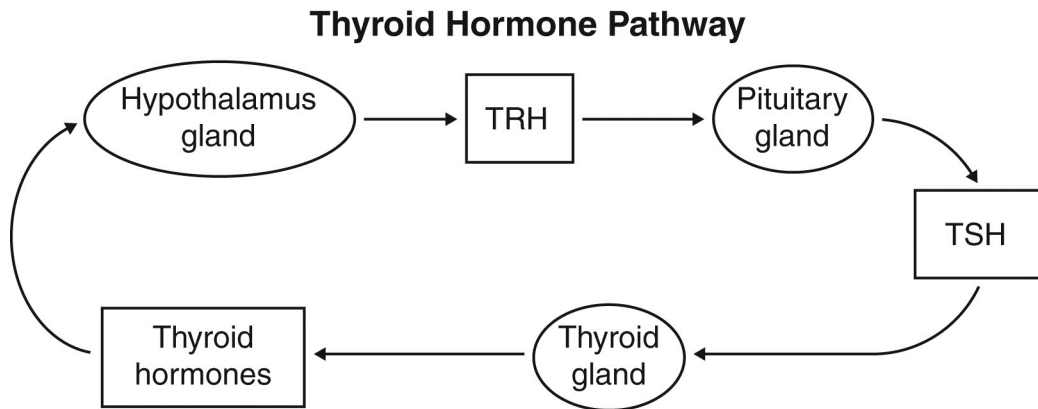 Thyroid Hormone Pathway
Hypothalamus
gland
TRH
Pituitary
gland
TSH
Thyroid
gland
Thyroid
hormones